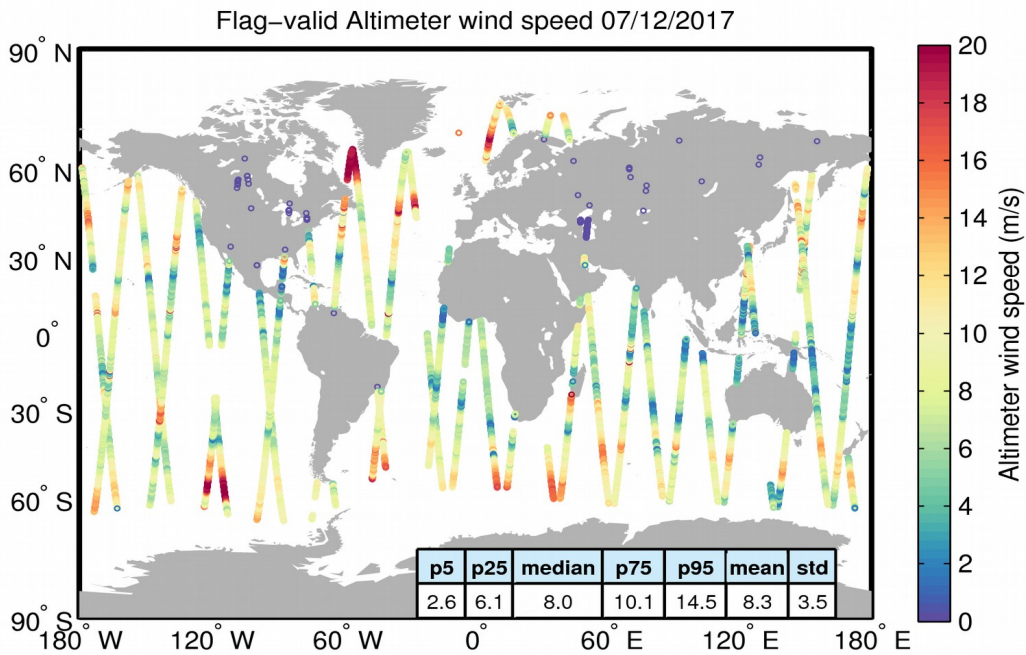 Flag−valid Altimeter wind speed 07/12/2017
90° N
60° N
30° N
0°
30° S
60° S
90° S
180° W
120° W
60° W
0°
60° E
120° E
180° E
p5 p25 median p75 p95 mean std
2.6 6.1 8.0 10.1 14.5 8.3 3.5
20
18
16
14
12
10
8
6
4
2
0
Altimeter wind speed (m/s)